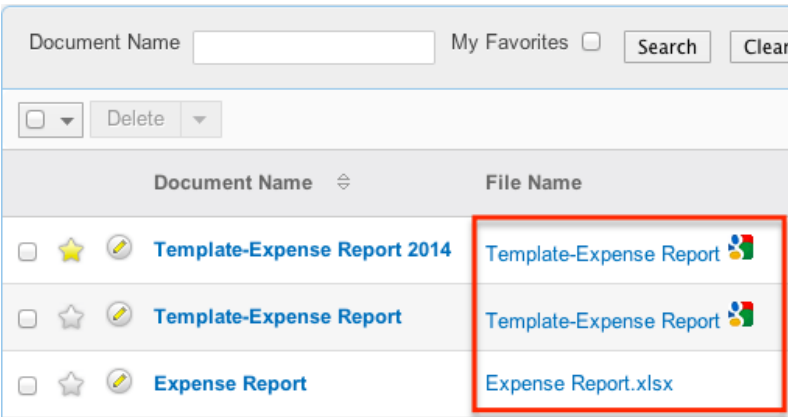 Document Name My Favorites Search Clear
Delete
Document Name File Name
Template-Expense Report 2014 Template-Expense Report
Template-Expense Report Template-Expense Report
Expense Report Expense Report.xlsx